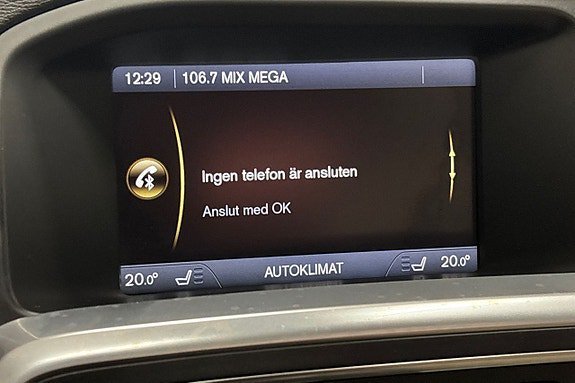 12:29 106.7 MIX MEGA
Ingen telefon är ansluten
Anslut med OK
20.0° AUTOKLIMAT 20.0°